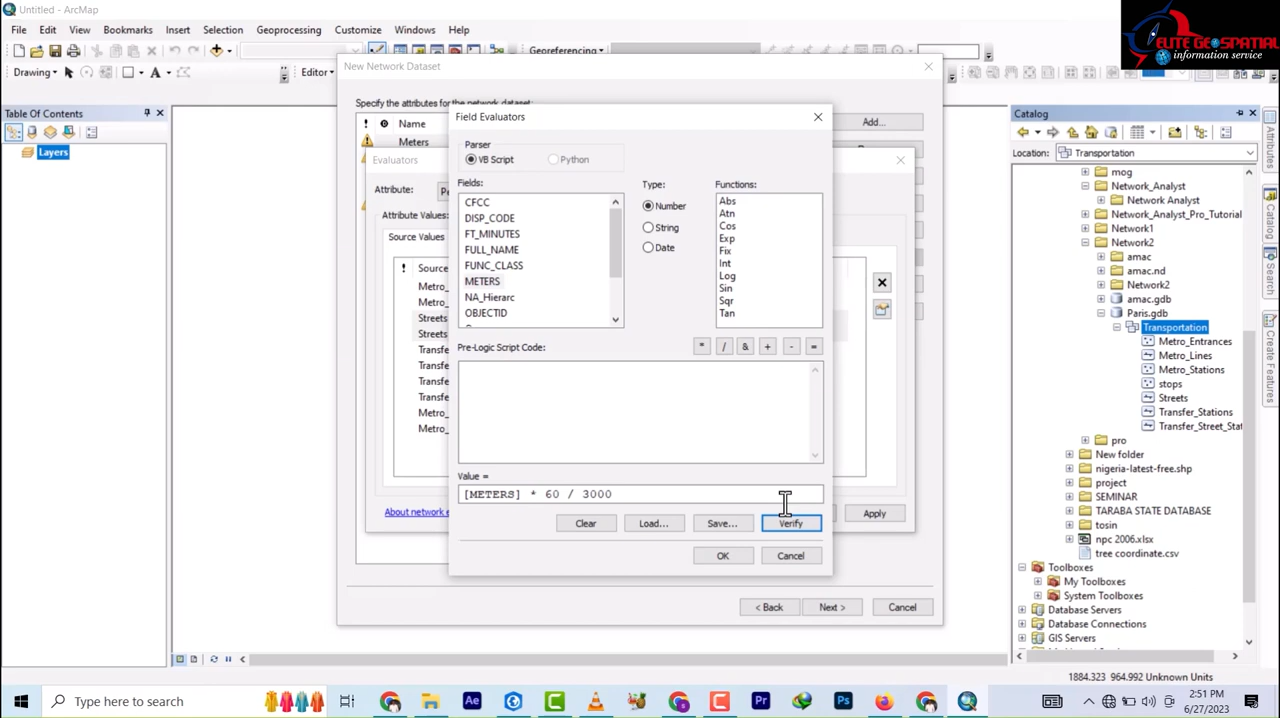 Untitled - ArcMap
File Edit View Bookmarks Insert Selection Geoprocessing Customize Windows Help
Georeferencing
Drawing
Editor
ELITE GEOSPATIAL
information service
Table Of Contents
Layers
New Network Dataset
Specify the attributes for the network dataset:
! Name
Meters
Add...
Evaluators
Attribute:
Attribute Values:
Source Values
! Source
Metro_
Metro_
Streets
Streets
Transfe
Transfe
Transfe
Transfe
Metro_
Metro_
About network e
Apply
< Back
Next >
Cancel
Field Evaluators
Parser
VB Script
Python
Fields:
CFCC
DISP_CODE
FT_MINUTES
FULL_NAME
FUNC_CLASS
METERS
NA_Hierarc
OBJECTID
Type:
Number
String
Date
Functions:
Abs
Atn
Cos
Exp
Fix
Int
Log
Sin
Sqr
Tan
Pre-Logic Script Code:
* / & + - =
Value =
[METERS] * 60 / 3000
Clear
Load...
Save...
Verify
OK
Cancel
Catalog
Location: Transportation
mog
Network_Analyst
Network Analyst
Network_Analyst_Pro_Tutorial
Network1
Network2
amac
amac.nd
Network2
amac.gdb
Paris.gdb
Transportation
Metro_Entrances
Metro_Lines
Metro_Stations
stops
Streets
Transfer_Stations
Transfer_Street_Stat
pro
New folder
nigeria-latest-free.shp
project
SEMINAR
TARABA STATE DATABASE
tosin
npc 2006.xlsx
tree coordinate.csv
Toolboxes
My Toolboxes
System Toolboxes
Database Servers
Database Connections
GIS Servers
Attributes
Catalog
Search
Create Features
1884.323 964.992 Unknown Units
Type here to search
2:51 PM
6/27/2023